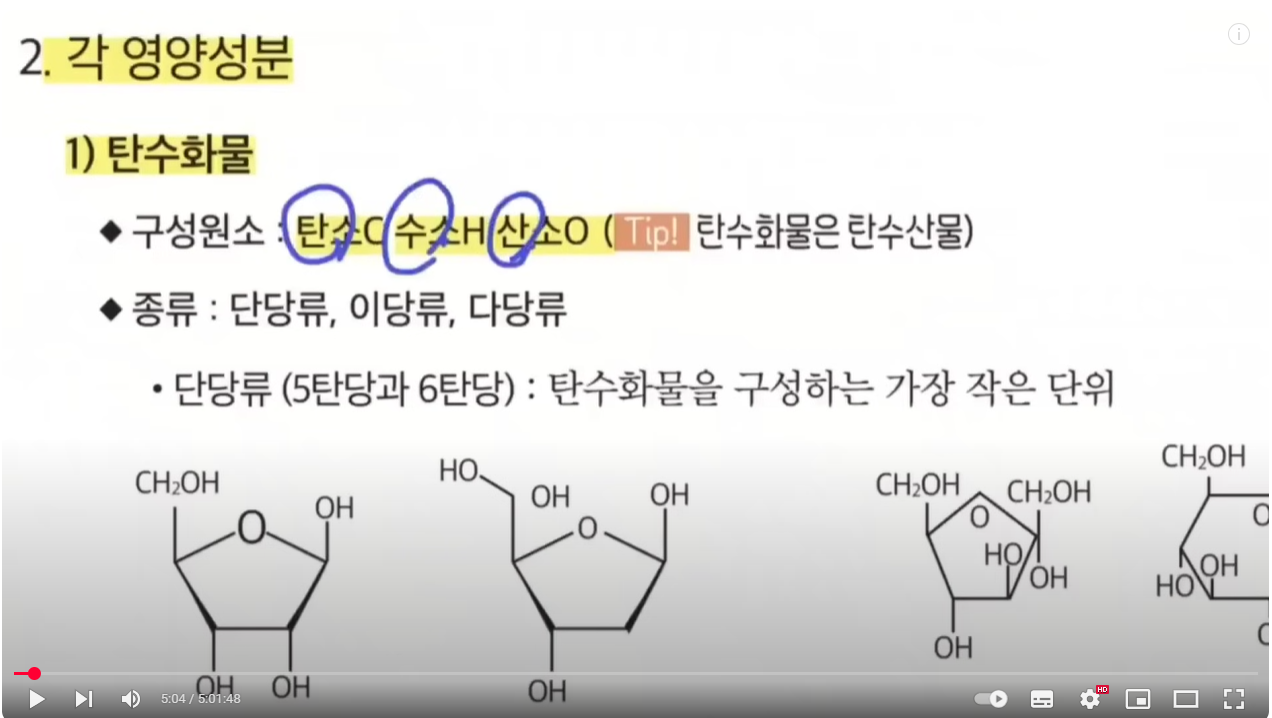 2. 각 영양성분
1) 탄수화물
◆ 구성원소 : 탄소C 수소H 산소O (Tip! 탄수화물은 탄수산물)
◆ 종류 : 단당류, 이당류, 다당류
• 단당류 (5탄당과 6탄당) : 탄수화물을 구성하는 가장 작은 단위
CH₂OH
O
OH
OH
OH
HO
OH
O
OH
OH
CH₂OH
O
CH₂OH
HO
OH
OH
CH₂OH
O
HO
OH
5:04 / 5:01:48
HD